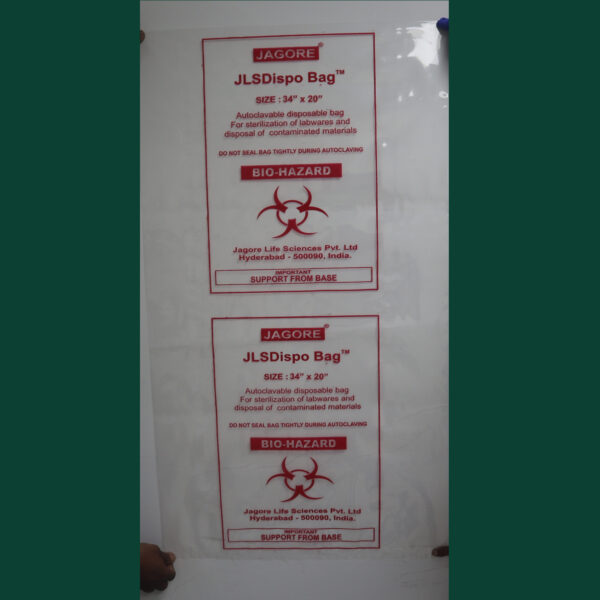 JAGORE®
JLSDispo Bag™
SIZE : 34" x 20"
Autoclavable disposable bag
For sterilization of labwares and
disposal of contaminated materials
DO NOT SEAL BAG TIGHTLY DURING AUTOCLAVING
BIO-HAZARD
Jagore Life Sciences Pvt. Ltd
Hyderabad - 500090, India.
IMPORTANT
SUPPORT FROM BASE
JAGORE®
JLSDispo Bag™
SIZE : 34" x 20"
Autoclavable disposable bag
For sterilization of labwares and
disposal of contaminated materials
DO NOT SEAL BAG TIGHTLY DURING AUTOCLAVING
BIO-HAZARD
Jagore Life Sciences Pvt. Ltd
Hyderabad - 500090, India.
IMPORTANT
SUPPORT FROM BASE